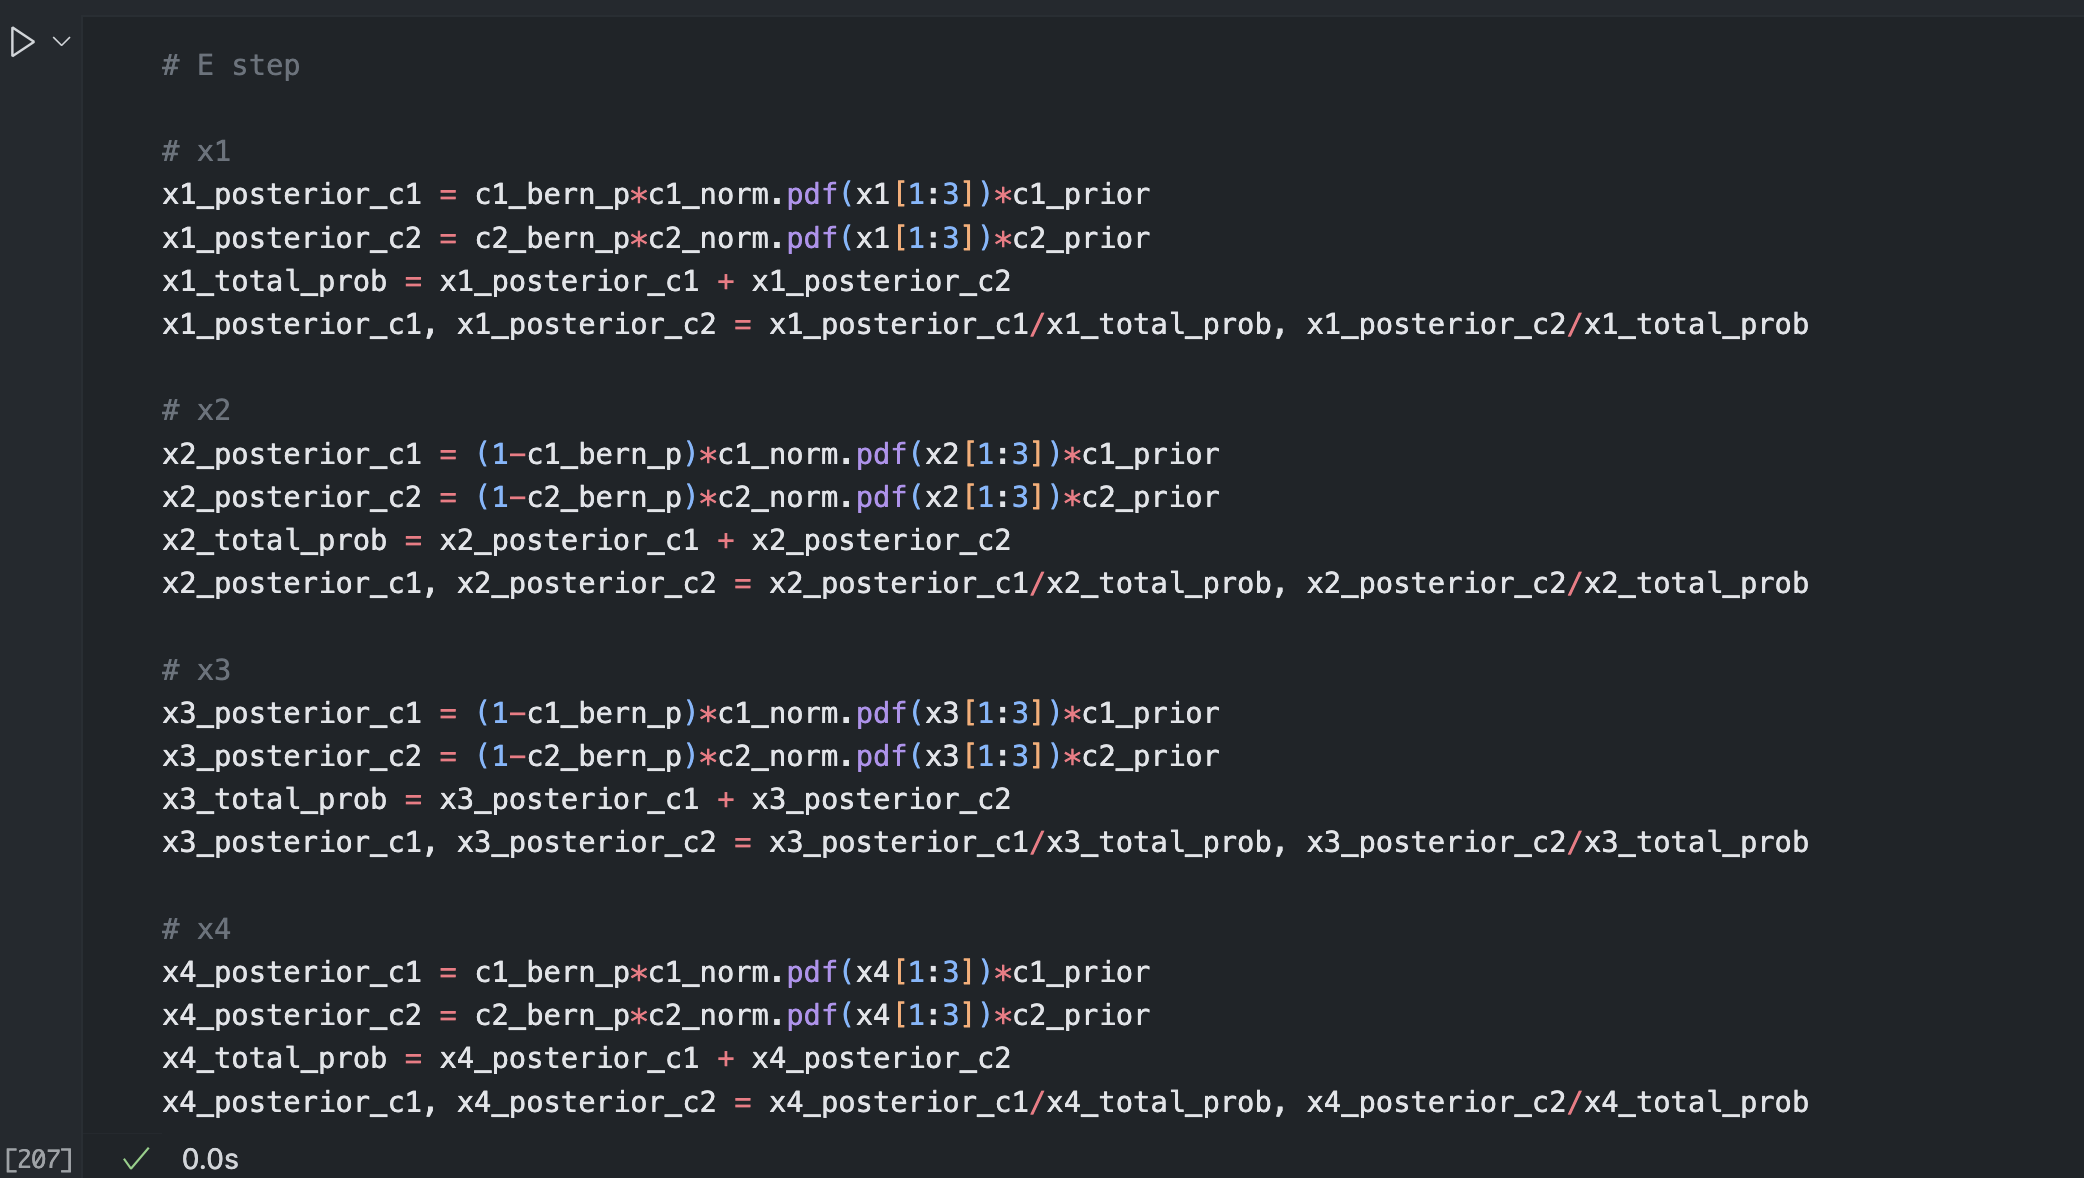 # E step
# x1
x1_posterior_c1 = c1_bern_p*c1_norm.pdf(x1[1:3])*c1_prior
x1_posterior_c2 = c2_bern_p*c2_norm.pdf(x1[1:3])*c2_prior
x1_total_prob = x1_posterior_c1 + x1_posterior_c2
x1_posterior_c1, x1_posterior_c2 = x1_posterior_c1/x1_total_prob, x1_posterior_c2/x1_total_prob
# x2
x2_posterior_c1 = (1-c1_bern_p)*c1_norm.pdf(x2[1:3])*c1_prior
x2_posterior_c2 = (1-c2_bern_p)*c2_norm.pdf(x2[1:3])*c2_prior
x2_total_prob = x2_posterior_c1 + x2_posterior_c2
x2_posterior_c1, x2_posterior_c2 = x2_posterior_c1/x2_total_prob, x2_posterior_c2/x2_total_prob
# x3
x3_posterior_c1 = (1-c1_bern_p)*c1_norm.pdf(x3[1:3])*c1_prior
x3_posterior_c2 = (1-c2_bern_p)*c2_norm.pdf(x3[1:3])*c2_prior
x3_total_prob = x3_posterior_c1 + x3_posterior_c2
x3_posterior_c1, x3_posterior_c2 = x3_posterior_c1/x3_total_prob, x3_posterior_c2/x3_total_prob
# x4
x4_posterior_c1 = c1_bern_p*c1_norm.pdf(x4[1:3])*c1_prior
x4_posterior_c2 = c2_bern_p*c2_norm.pdf(x4[1:3])*c2_prior
x4_total_prob = x4_posterior_c1 + x4_posterior_c2
x4_posterior_c1, x4_posterior_c2 = x4_posterior_c1/x4_total_prob, x4_posterior_c2/x4_total_prob
[207] ✓ 0.0s